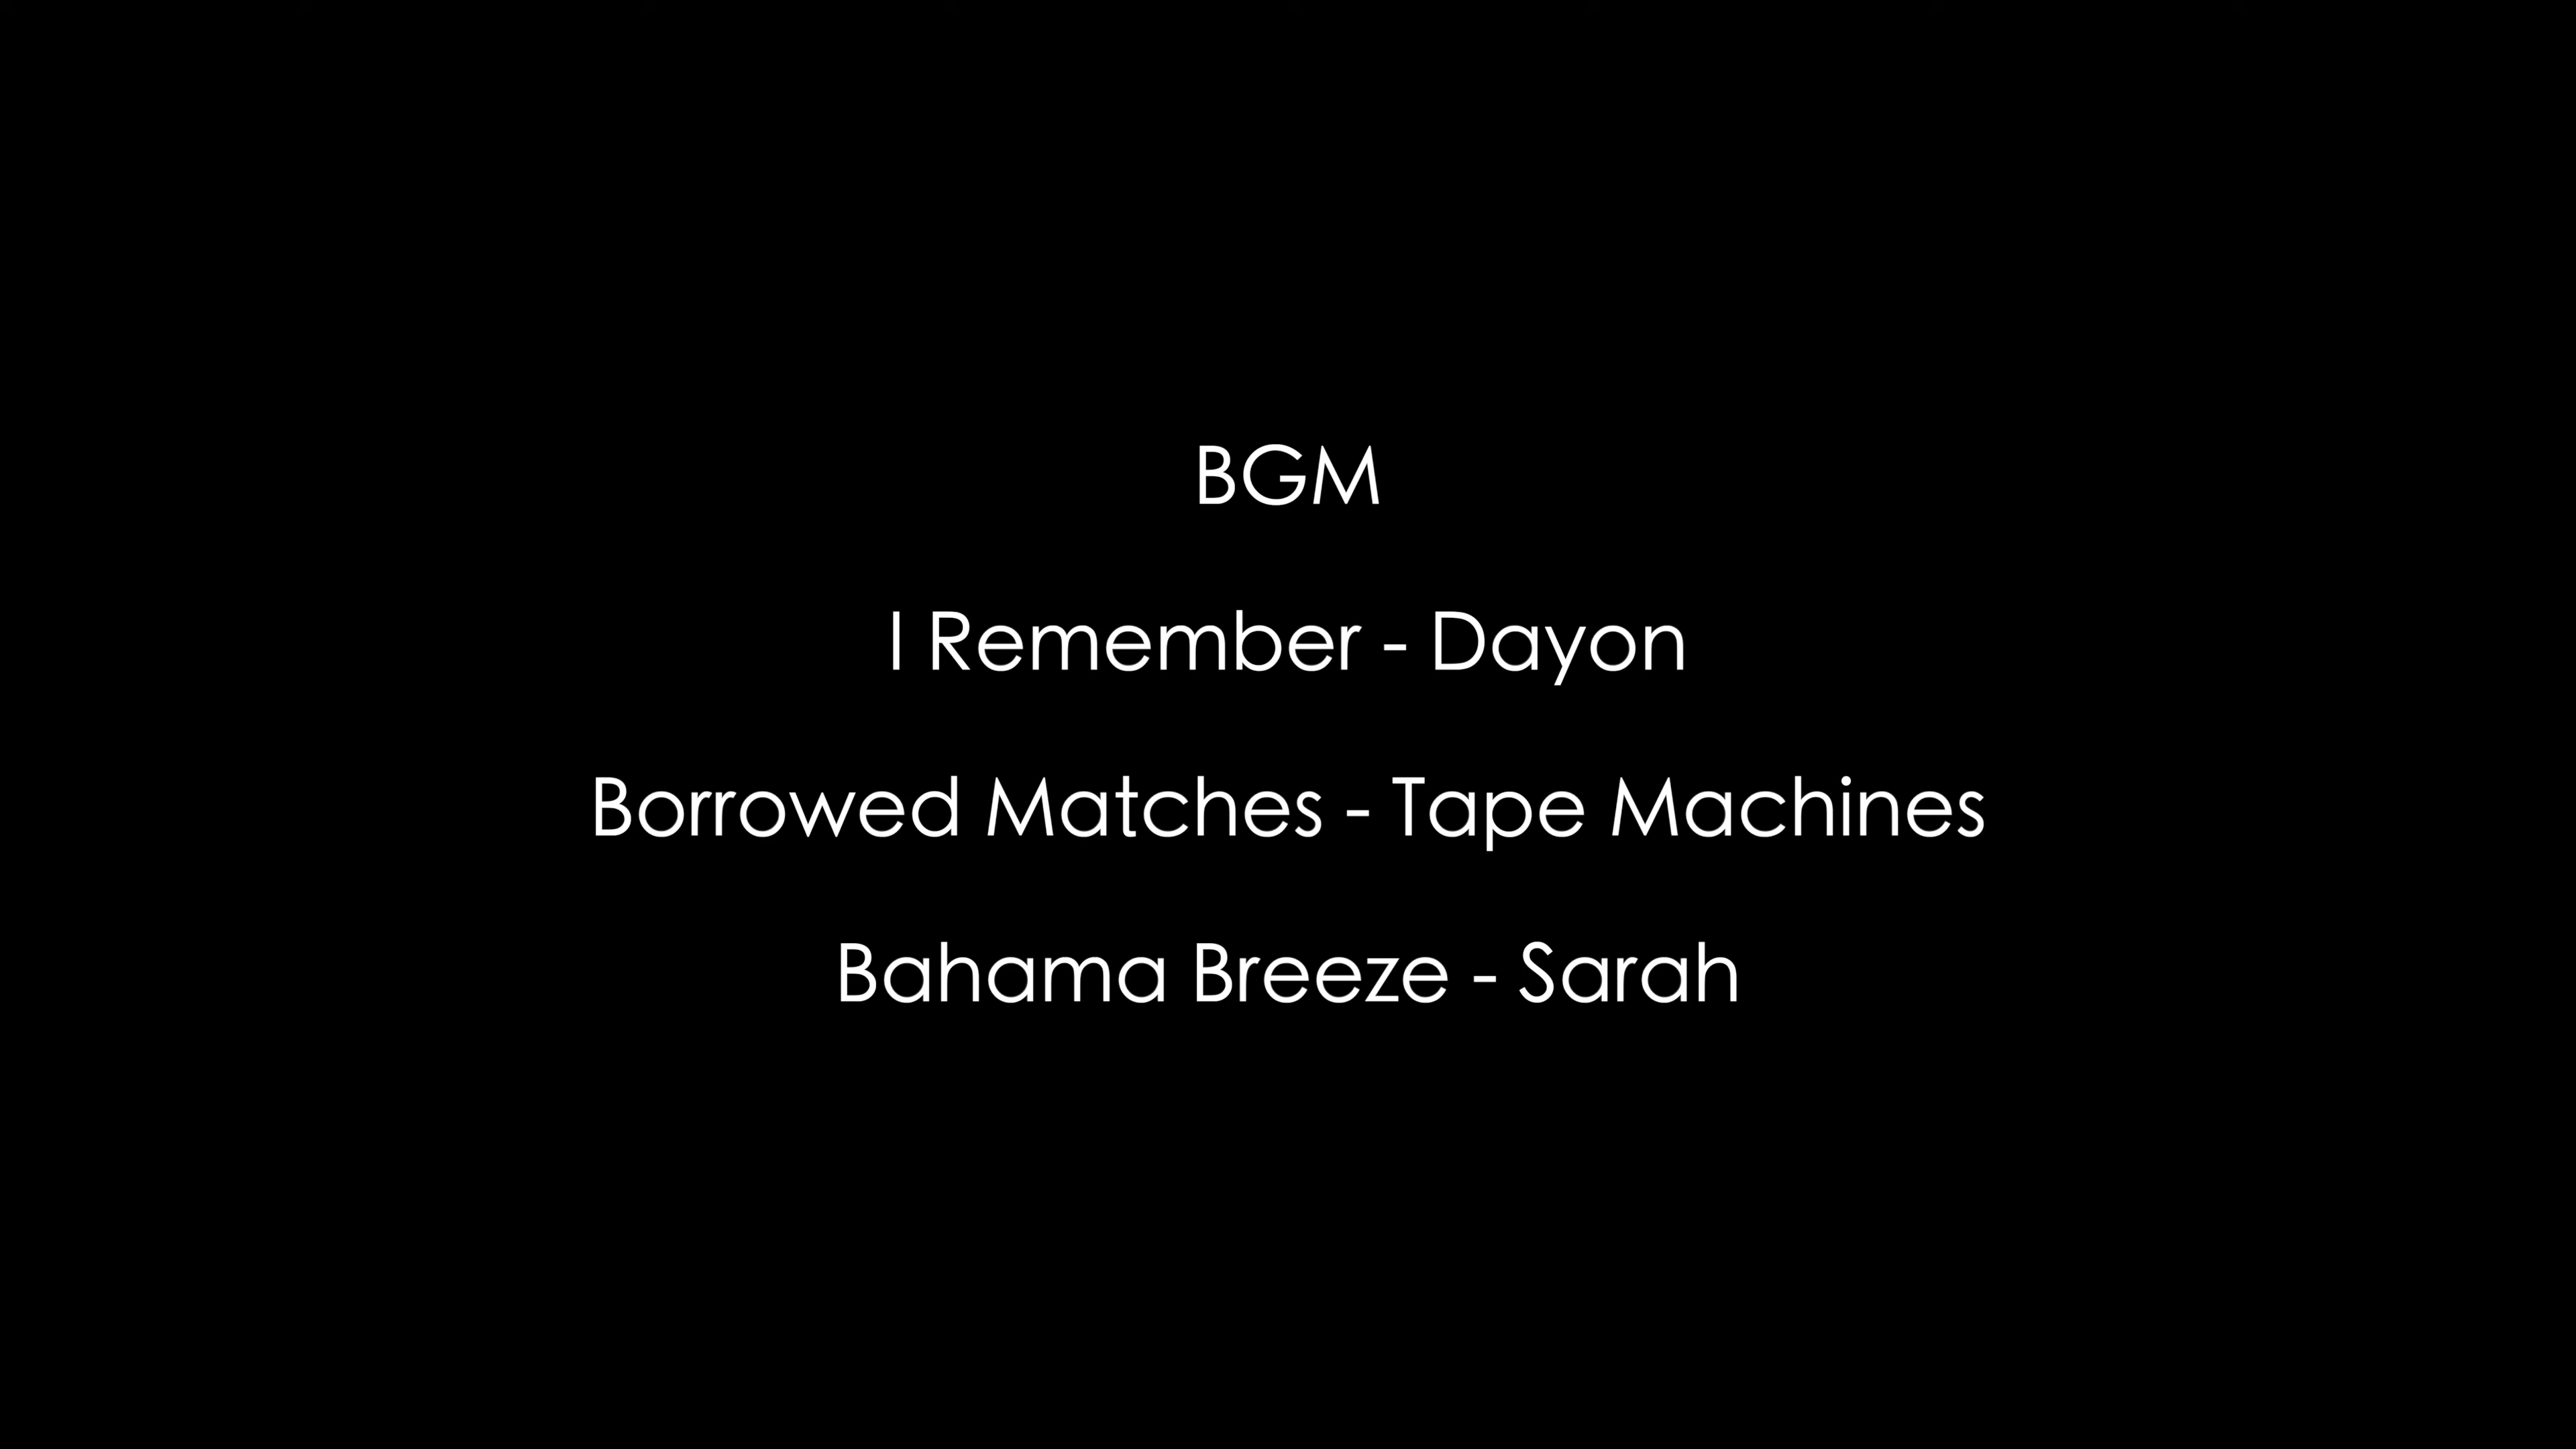 BGM
I Remember - Dayon
Borrowed Matches - Tape Machines
Bahama Breeze - Sarah